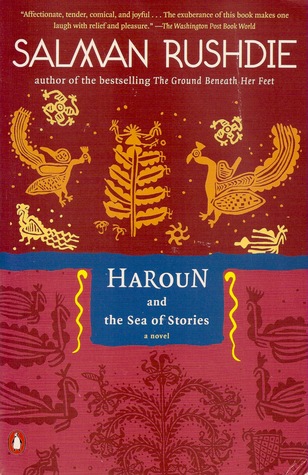 "Affectionate, tender, comical, and joyful . . . The exuberance of this book makes one
laugh with relief and pleasure." —The Washington Post Book World
SALMAN RUSHDIE
author of the bestselling The Ground Beneath Her Feet
HAROUN
and
the Sea of Stories
a novel